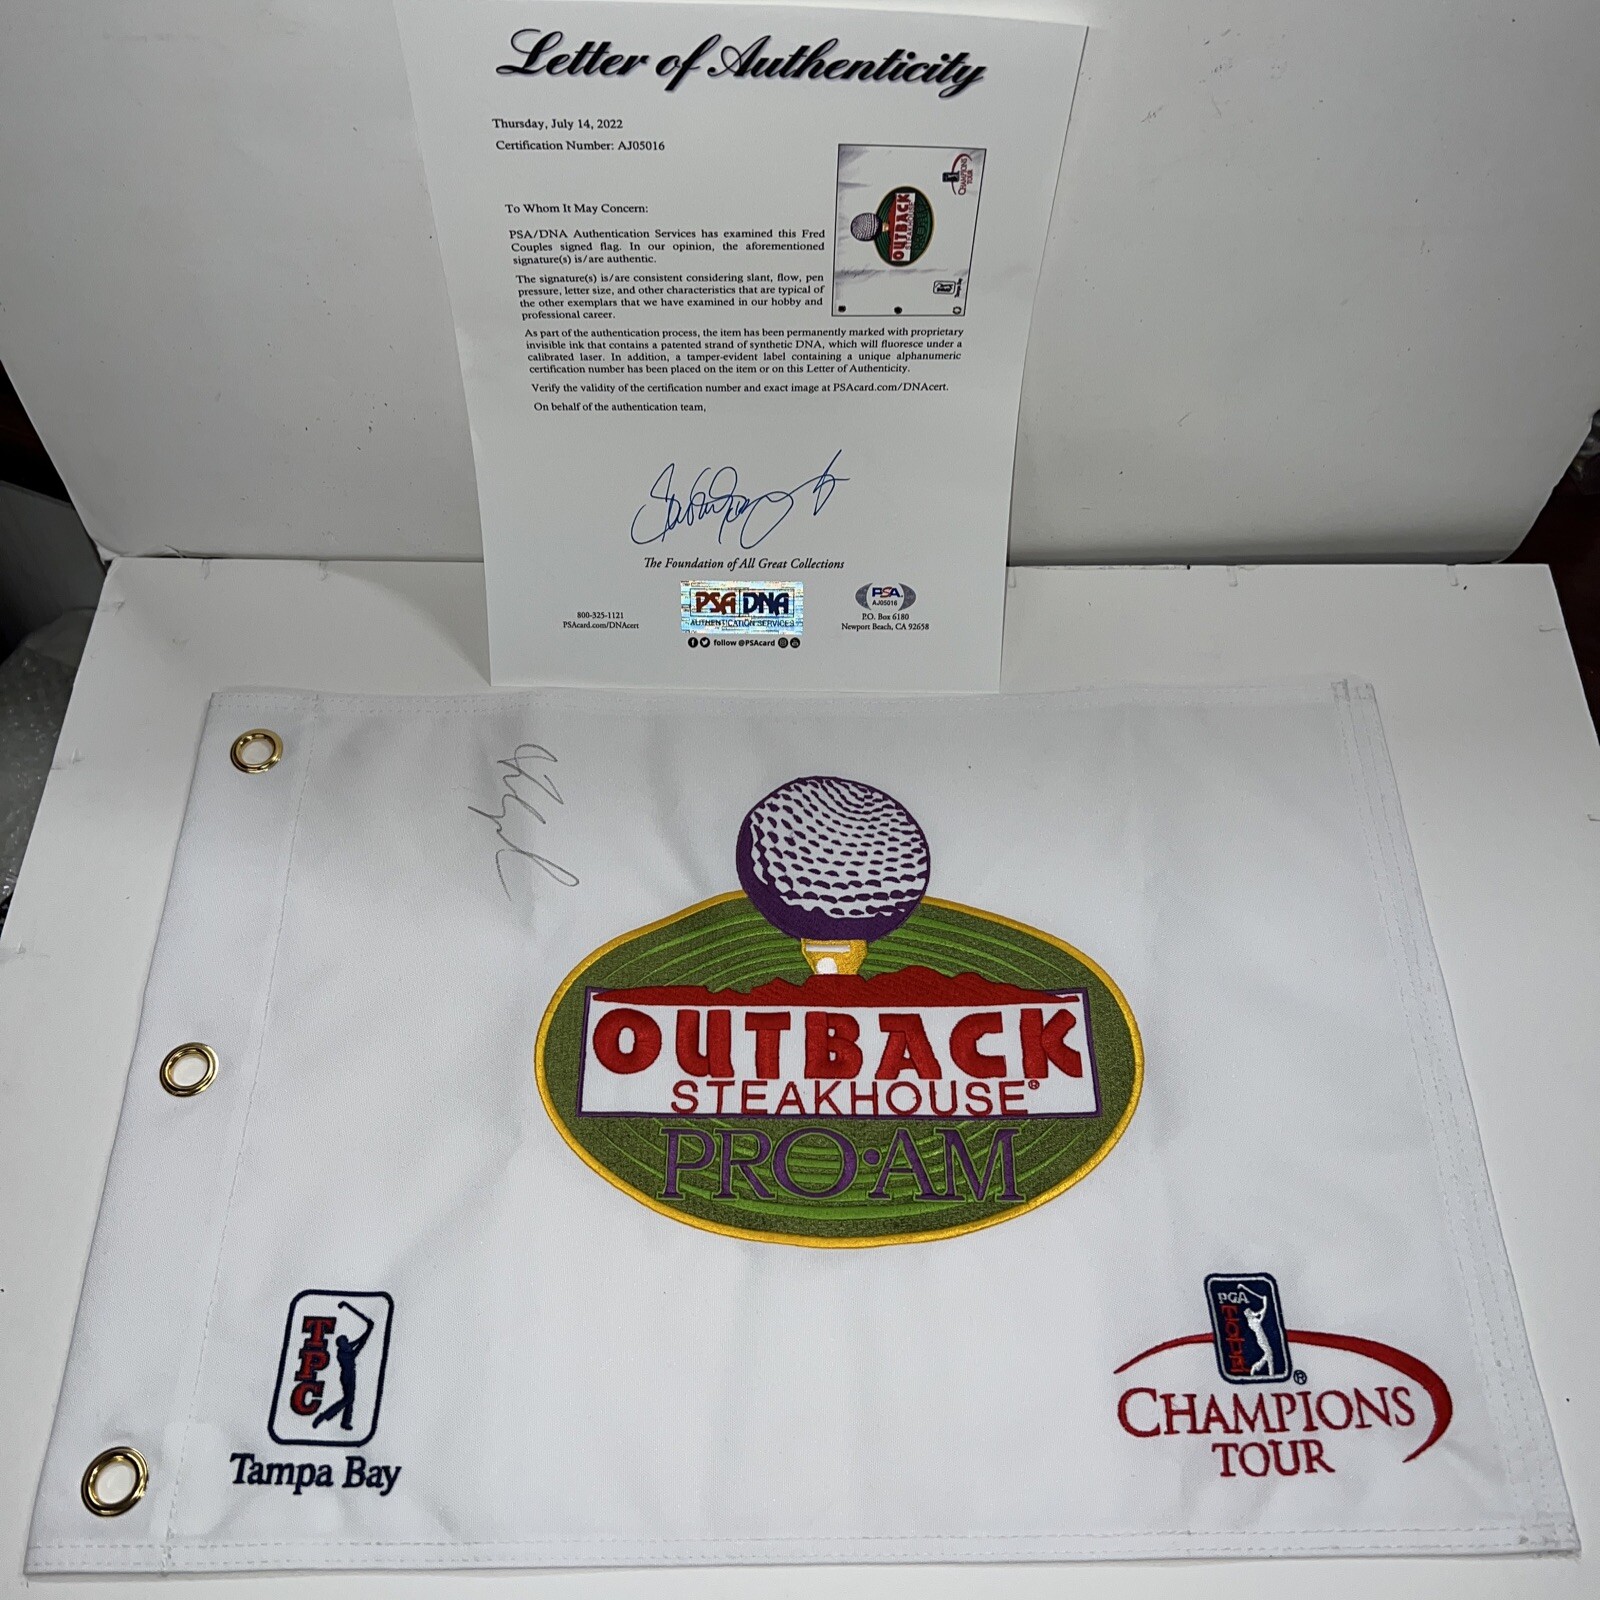 Letter of Authenticity
Thursday, July 14, 2022
Certification Number: AJ05016
To Whom It May Concern:
PSA/DNA Authentication Services has examined this Fred
Couples signed flag. In our opinion, the aforementioned
signature(s) is/are authentic.
The signature(s) is/are consistent considering slant, flow, pen
pressure, letter size, and other characteristics that are typical of
the other exemplars that we have examined in our hobby and
professional career.
As part of the authentication process, the item has been permanently marked with proprietary
invisible ink that contains a patented strand of synthetic DNA, which will fluoresce under a
calibrated laser. In addition, a tamper-evident label containing a unique alphanumeric
certification number has been placed on the item or on this Letter of Authenticity.
Verify the validity of the certification number and exact image at PSAcard.com/DNAcert.
On behalf of the authentication team,
CHAMPIONS
TOUR
OUTBACK
STEAKHOUSE
Tampa Bay
The Foundation of All Great Collections
800-325-1121
PSAcard.com/DNAcert
PSA DNA
AUTHENTICATION SERVICES
follow @PSAcard
PSA
AJ05016
P.O. Box 6180
Newport Beach, CA 92658
OUTBACK
STEAKHOUSE®
PRO•AM
TPC
Tampa Bay
PGA
TOUR
®
CHAMPIONS
TOUR